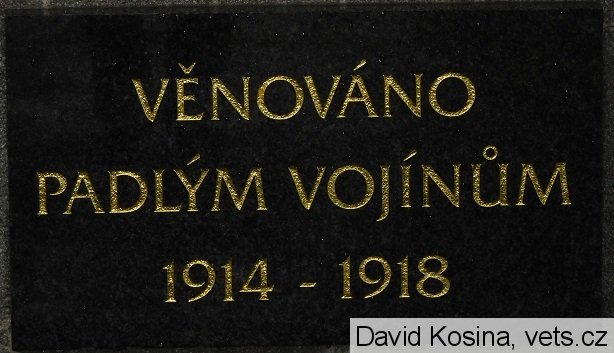 VĚNOVÁNO
PADLÝM VOJÍNŮM
1914 - 1918
David Kosina, vets.cz